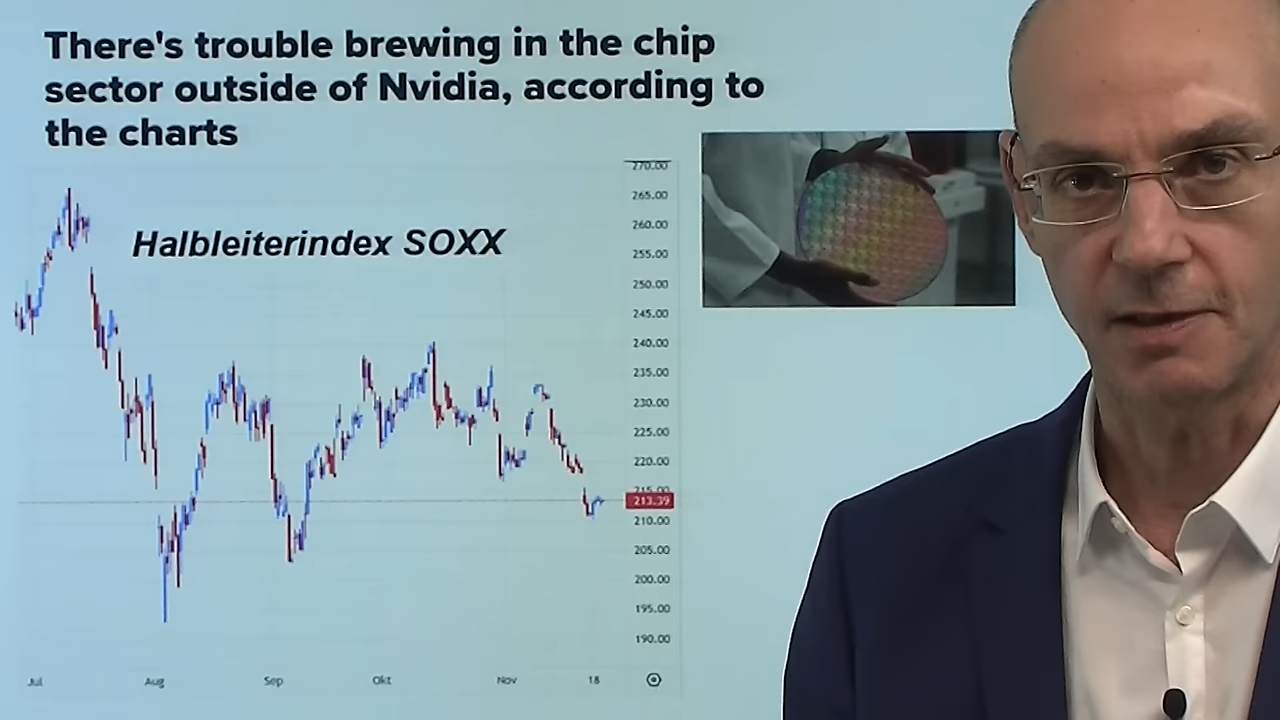 There's trouble brewing in the chip
sector outside of Nvidia, according to
the charts
Halbleiterindex SOXX
270.00
265.00
260.00
255.00
250.00
245.00
240.00
235.00
230.00
225.00
220.00
215.00
213.39
210.00
205.00
200.00
195.00
190.00
Jul
Aug
Sep
Okt
Nov
18